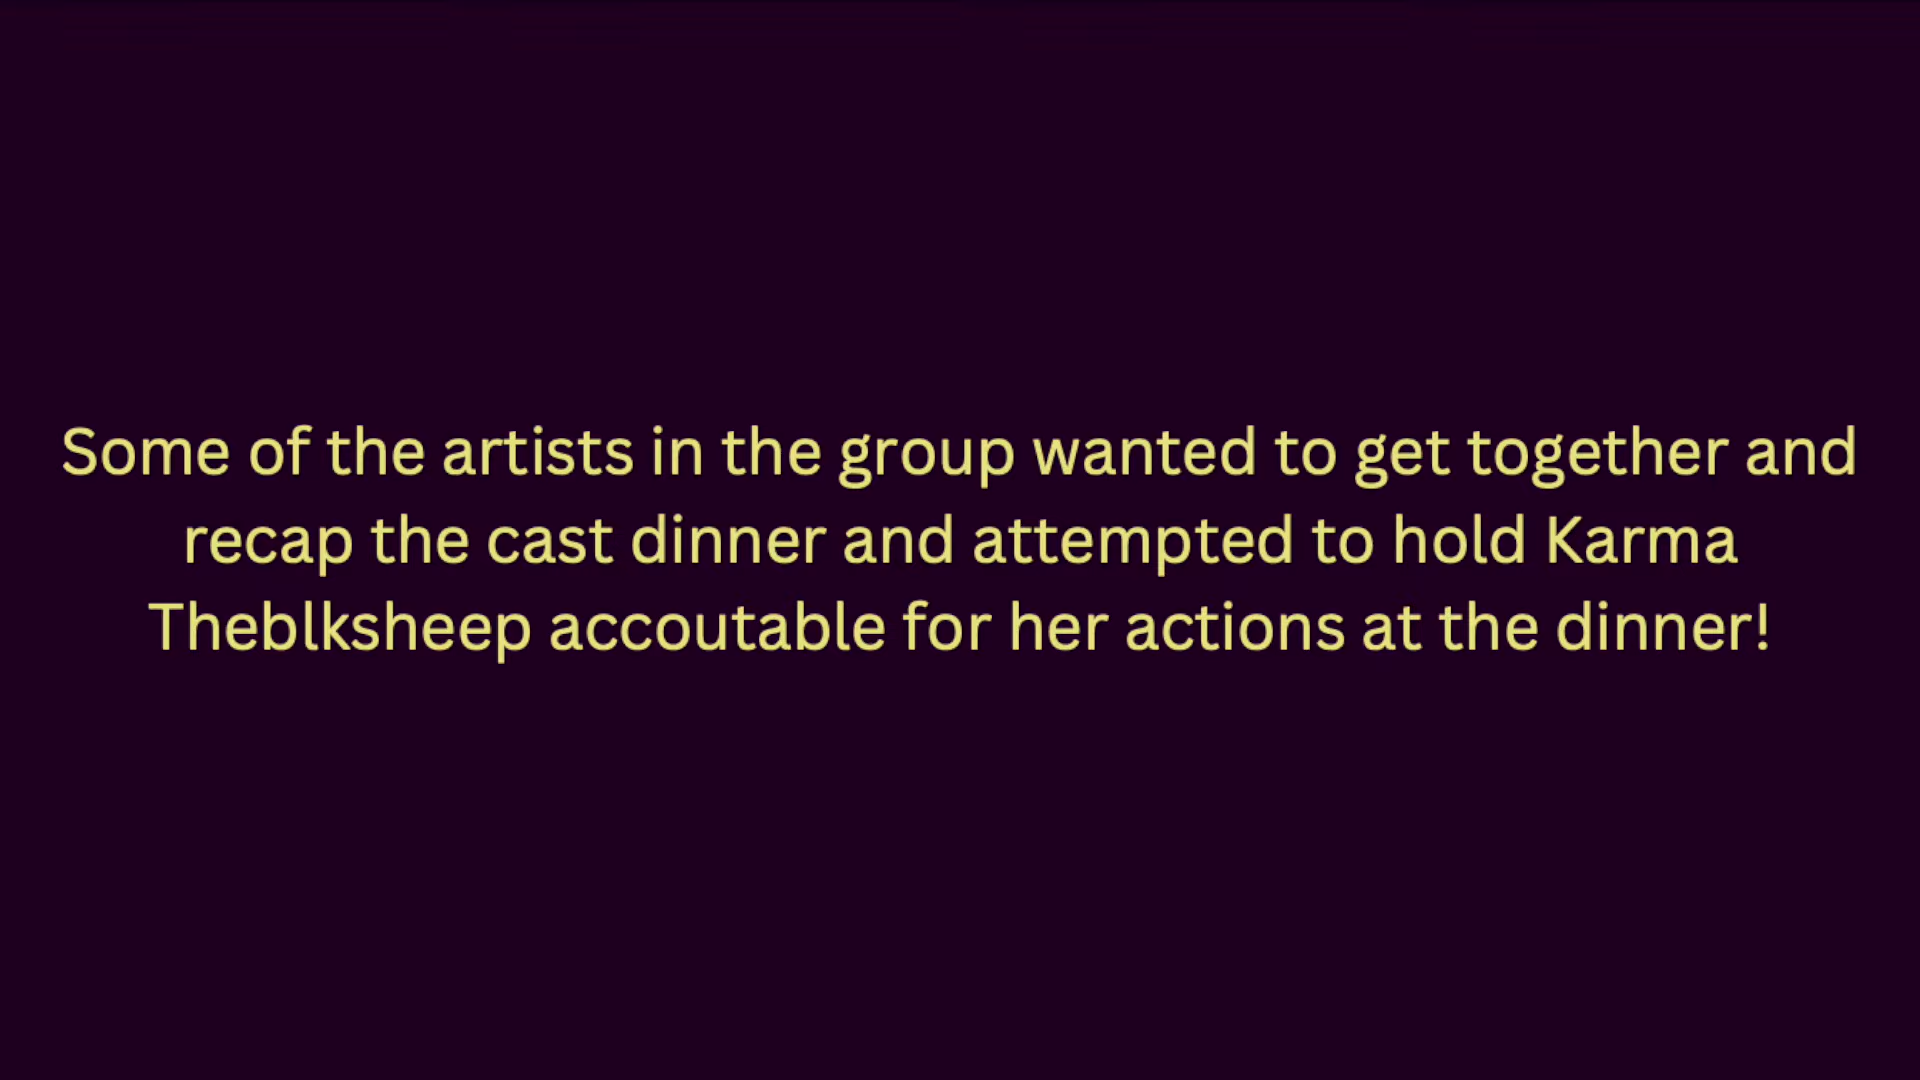 Some of the artists in the group wanted to get together and
recap the cast dinner and attempted to hold Karma
Theblksheep accoutable for her actions at the dinner!